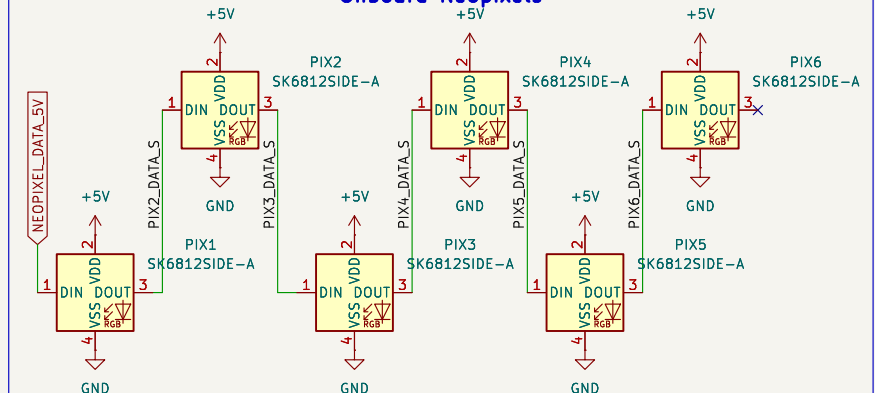 Onboard Neopixels
+5V
PIX2
SK6812SIDE-A
2
VDD
1
DIN
DOUT
3
VSS
RGB
4
GND
+5V
PIX4
SK6812SIDE-A
2
VDD
1
DIN
DOUT
3
VSS
RGB
4
GND
+5V
PIX6
SK6812SIDE-A
2
VDD
1
DIN
DOUT
3
VSS
RGB
4
GND
NEOPIXEL_DATA_5V
PIX2_DATA_S
PIX3_DATA_S
PIX4_DATA_S
PIX5_DATA_S
PIX6_DATA_S
+5V
PIX1
SK6812SIDE-A
2
VDD
1
DIN
DOUT
3
VSS
RGB
4
GND
+5V
PIX3
SK6812SIDE-A
2
VDD
1
DIN
DOUT
3
VSS
RGB
4
GND
+5V
PIX5
SK6812SIDE-A
2
VDD
1
DIN
DOUT
3
VSS
RGB
4
GND